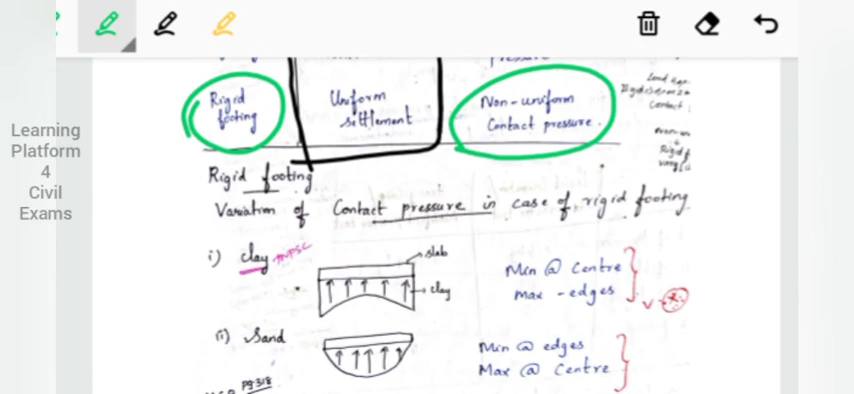 Learning
Platform
4
Civil
Exams
Rigid
footing
Uniform
settlement
Non-uniform
Contact pressure.
Rigid footing
Variation of Contact pressure in case of rigid footing
i) clay
slab
clay
Min @ Centre
max - edges
(i) Sand
Min @ edges
Max @ Centre
Pg 318